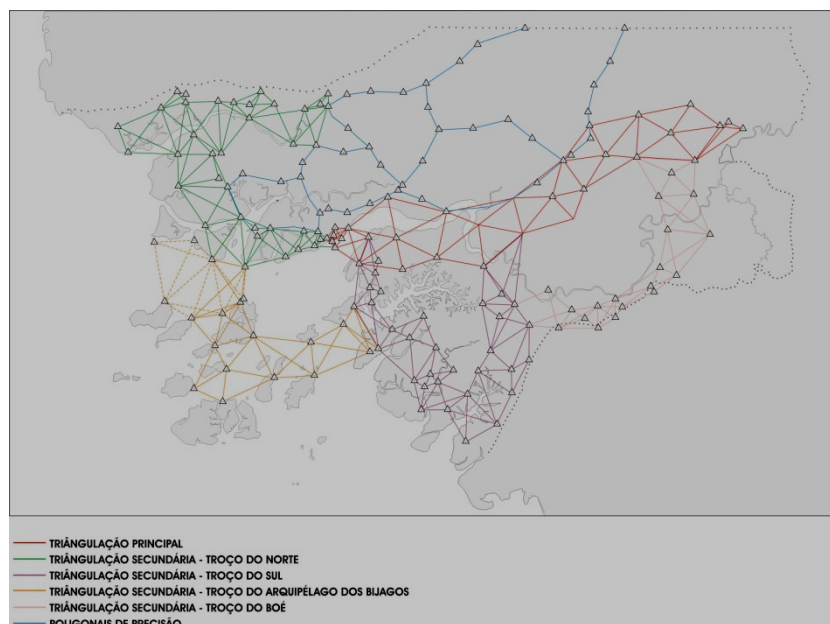 TRIÂNGULAÇÃO PRINCIPAL
TRIÂNGULAÇÃO SECUNDÁRIA - TROÇO DO NORTE
TRIÂNGULAÇÃO SECUNDÁRIA - TROÇO DO SUL
TRIÂNGULAÇÃO SECUNDÁRIA - TROÇO DO ARQUIPÉLAGO DOS BIJAGOS
TRIÂNGULAÇÃO SECUNDÁRIA - TROÇO DO BOÉ
POLIGONAIS DE PRECISÃO